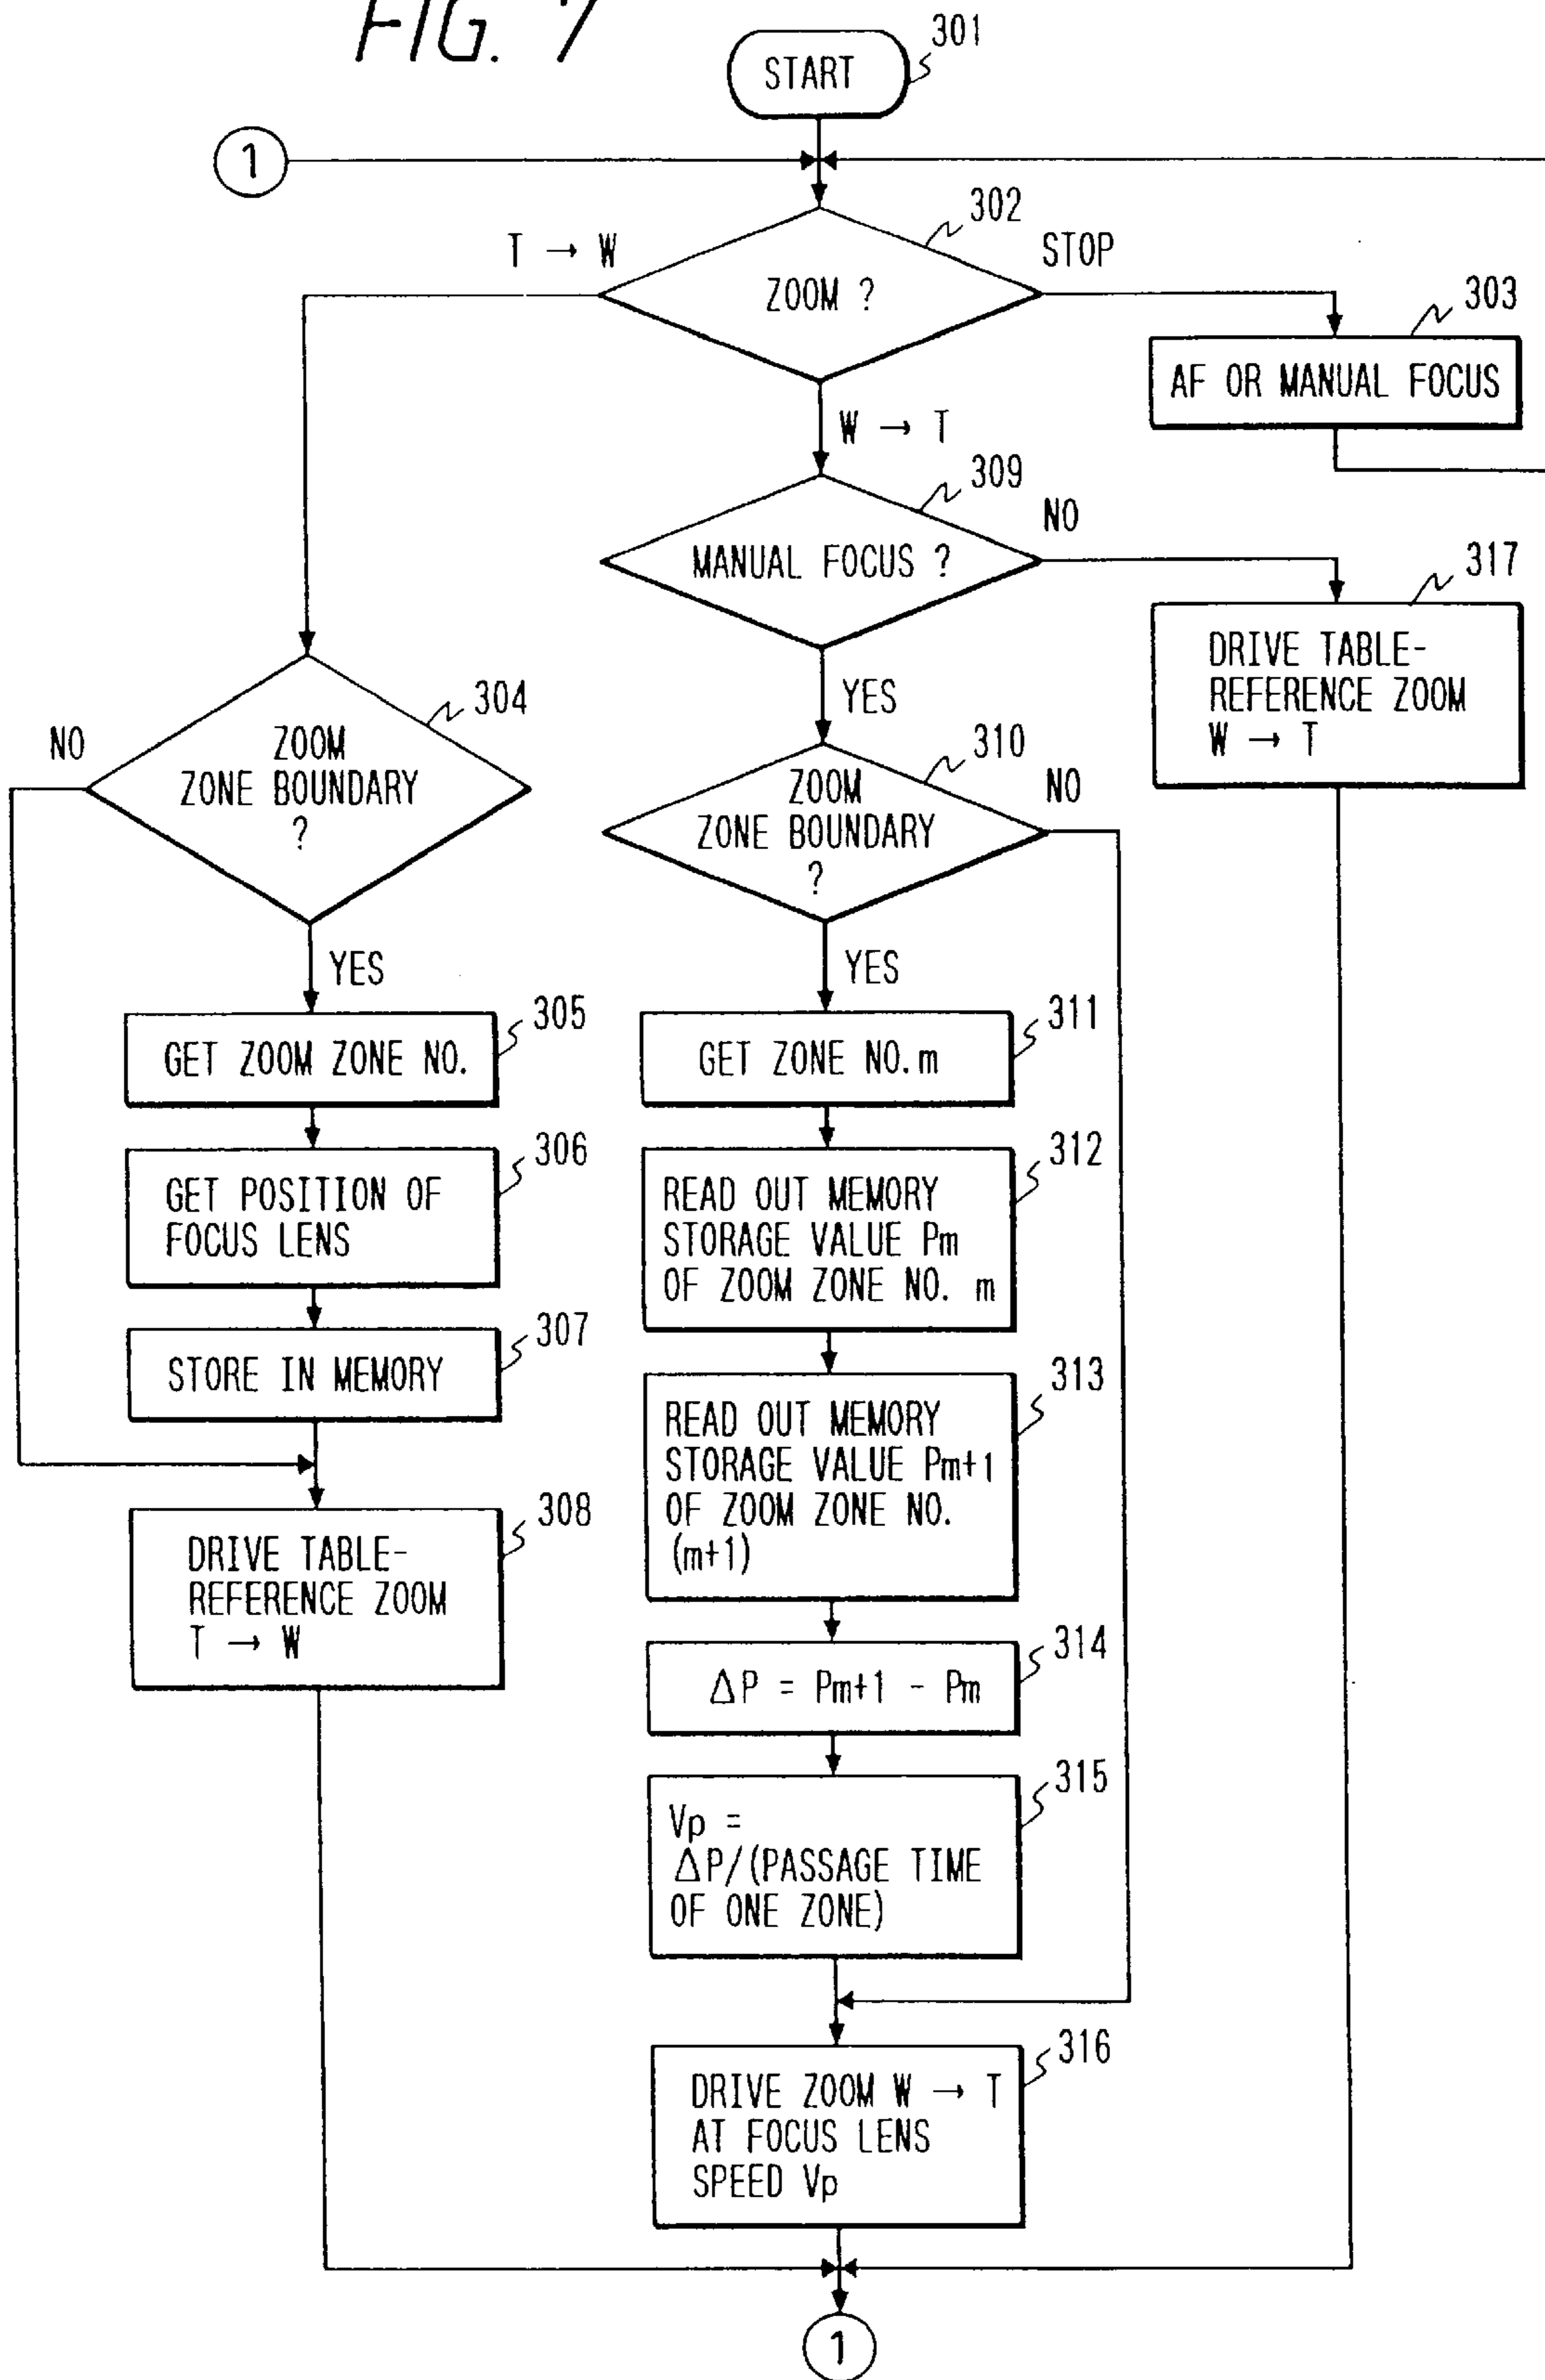 FIG. 7
START
301
1
302
T → W
STOP
ZOOM ?
303
AF OR MANUAL FOCUS
W → T
309
NO
MANUAL FOCUS ?
317
DRIVE TABLE-
REFERENCE ZOOM
W → T
YES
304
NO
ZOOM
ZONE BOUNDARY
?
310
ZOOM
ZONE BOUNDARY
?
NO
YES
YES
305
GET ZOOM ZONE NO.
311
GET ZONE NO. m
306
GET POSITION OF
FOCUS LENS
312
READ OUT MEMORY
STORAGE VALUE Pm
OF ZOOM ZONE NO. m
307
STORE IN MEMORY
313
READ OUT MEMORY
STORAGE VALUE Pm+1
OF ZOOM ZONE NO.
(m+1)
308
DRIVE TABLE-
REFERENCE ZOOM
T → W
314
ΔP = Pm+1 - Pm
315
Vp =
ΔP/(PASSAGE TIME
OF ONE ZONE)
316
DRIVE ZOOM W → T
AT FOCUS LENS
SPEED Vp
1